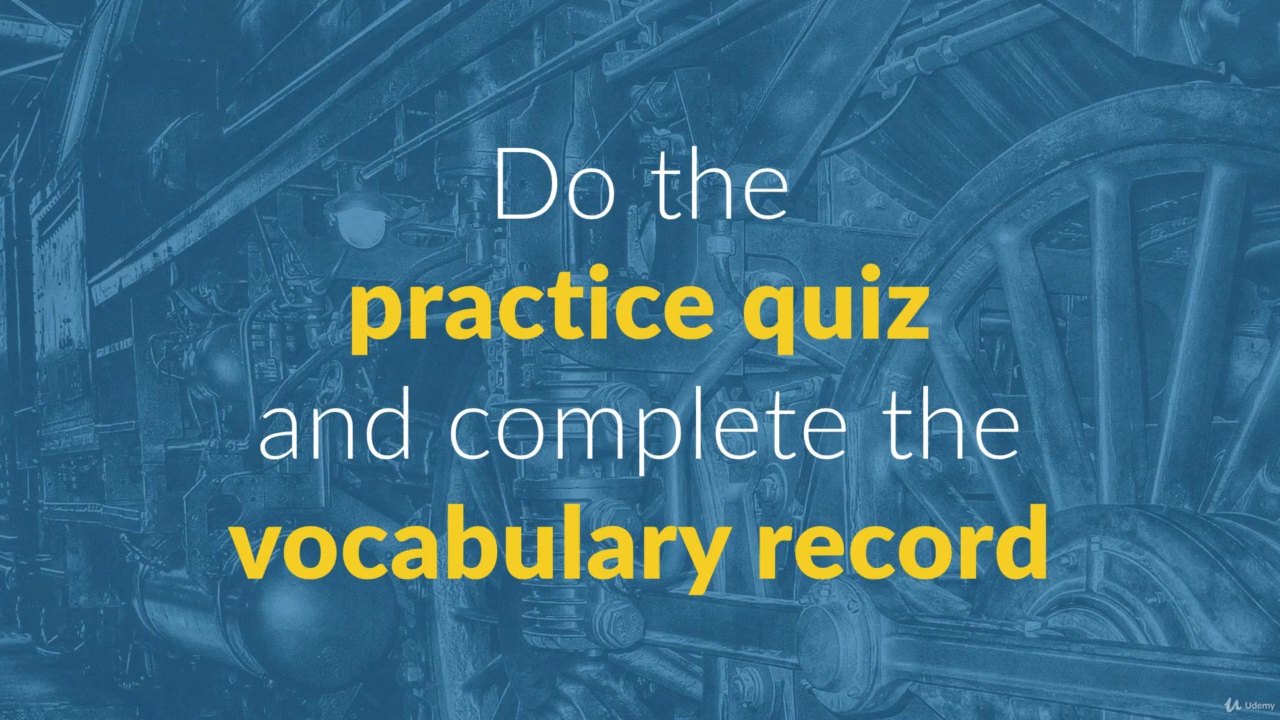 Do the
practice quiz
and complete the
vocabulary record
Udemy